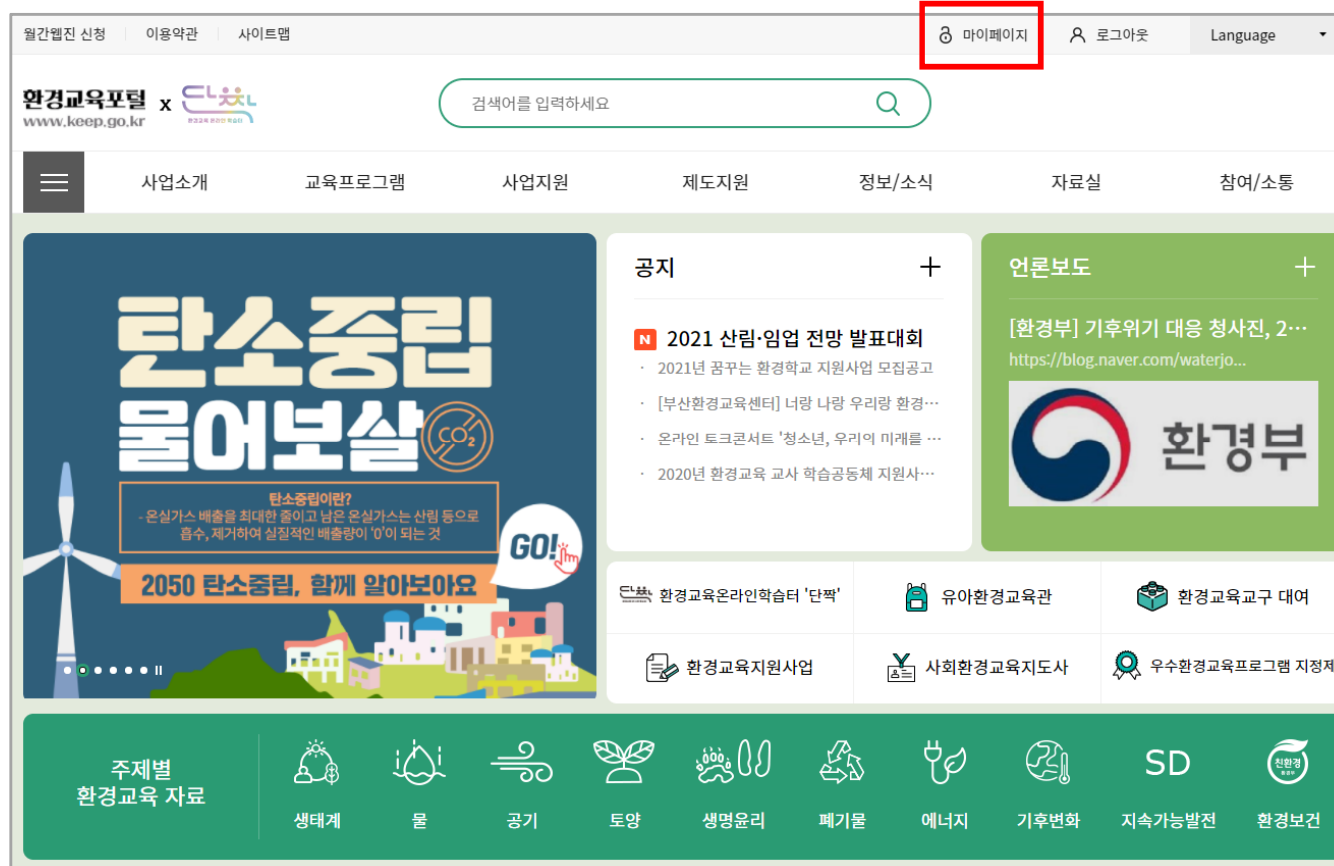 월간웹진 신청 이용약관 사이트맵 마이페이지 로그아웃 Language
환경교육포털 x
www.keep.go.kr
검색어를 입력하세요
사업소개 교육프로그램 사업지원 제도지원 정보/소식 자료실 참여/소통
탄소중립
물어보살
CO₂
탄소중립이란?
- 온실가스 배출을 최대한 줄이고 남은 온실가스는 산림 등으로
흡수, 제거하여 실질적인 배출량이 '0'이 되는 것
GO!
2050 탄소중립, 함께 알아보아요
공지
N 2021 산림·임업 전망 발표대회
· 2021년 꿈꾸는 환경학교 지원사업 모집공고
· [부산환경교육센터] 너랑 나랑 우리랑 환경…
· 온라인 토크콘서트 '청소년, 우리의 미래를 …
· 2020년 환경교육 교사 학습공동체 지원사…
언론보도
[환경부] 기후위기 대응 청사진, 2…
https://blog.naver.com/waterjo...
환경부
환경교육온라인학습터 '단짝' 유아환경교육관 환경교육교구 대여
환경교육지원사업 사회환경교육지도사 우수환경교육프로그램 지정제
주제별
환경교육 자료
생태계 물 공기 토양 생명윤리 폐기물 에너지 기후변화 SD 지속가능발전 친환경 환경보건